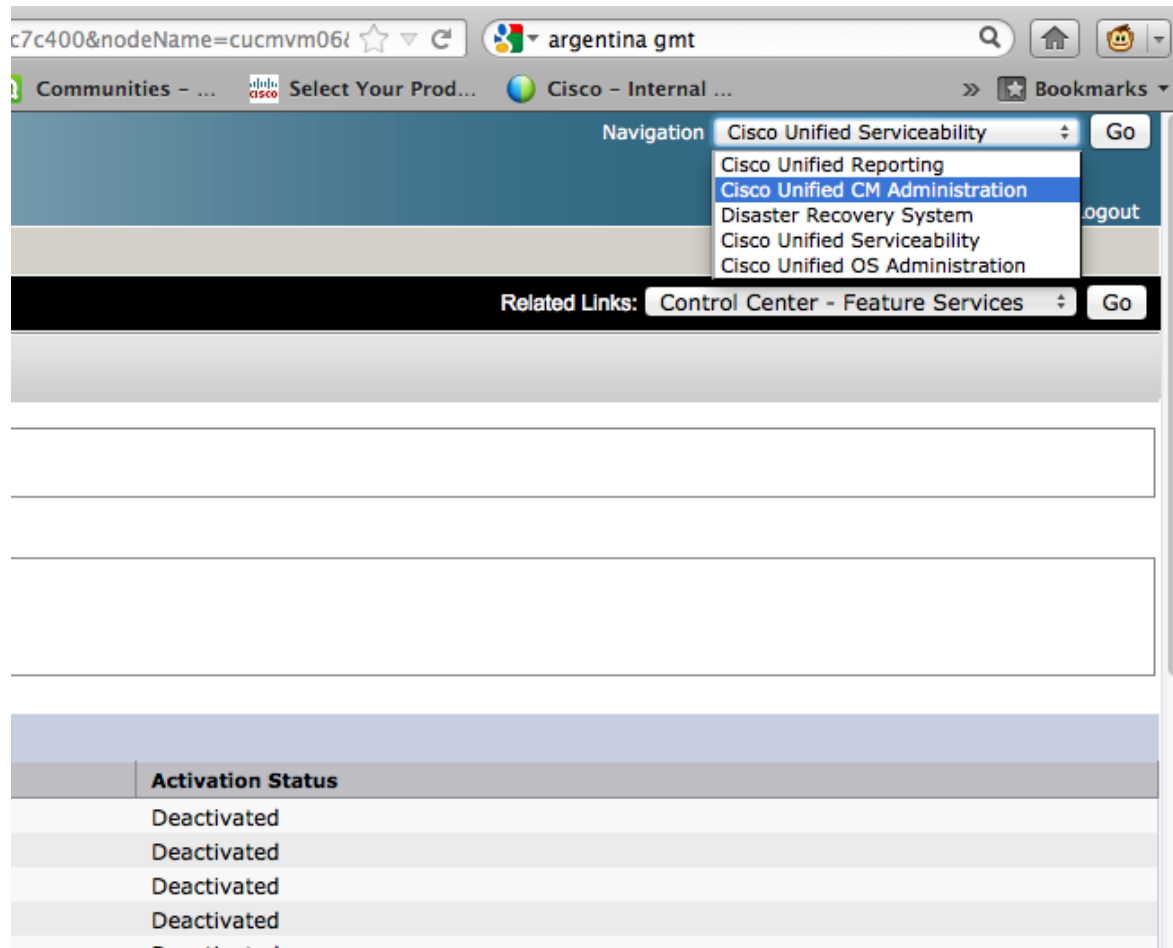 c7c400&nodeName=cucmvm06
argentina gmt
Communities – ...
cisco
Select Your Prod...
Cisco – Internal ...
»
Bookmarks
Navigation
Cisco Unified Serviceability
Go
Cisco Unified Reporting
Cisco Unified CM Administration
Disaster Recovery System
Cisco Unified Serviceability
Cisco Unified OS Administration
Related Links:
Control Center - Feature Services
Go
Activation Status
Deactivated
Deactivated
Deactivated
Deactivated